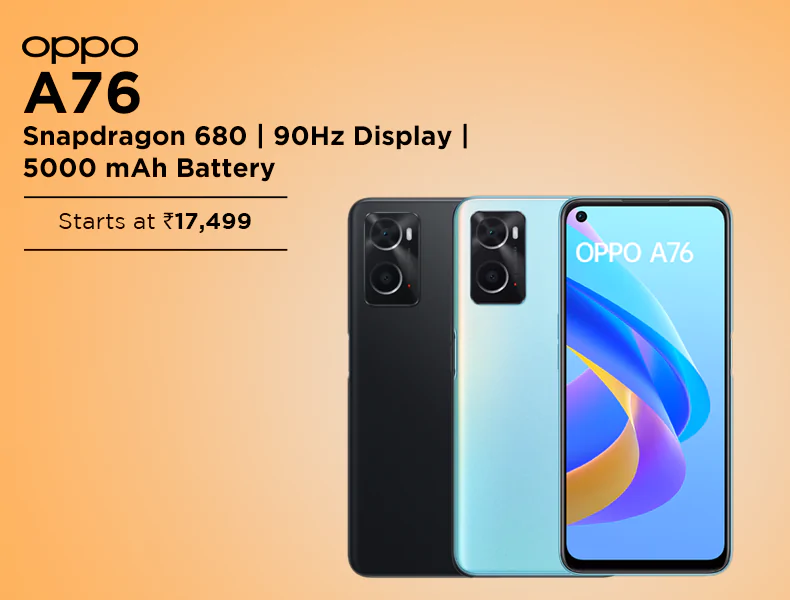 oppo
A76
Snapdragon 680 | 90Hz Display |
5000 mAh Battery
Starts at ₹17,499
OPPO A76